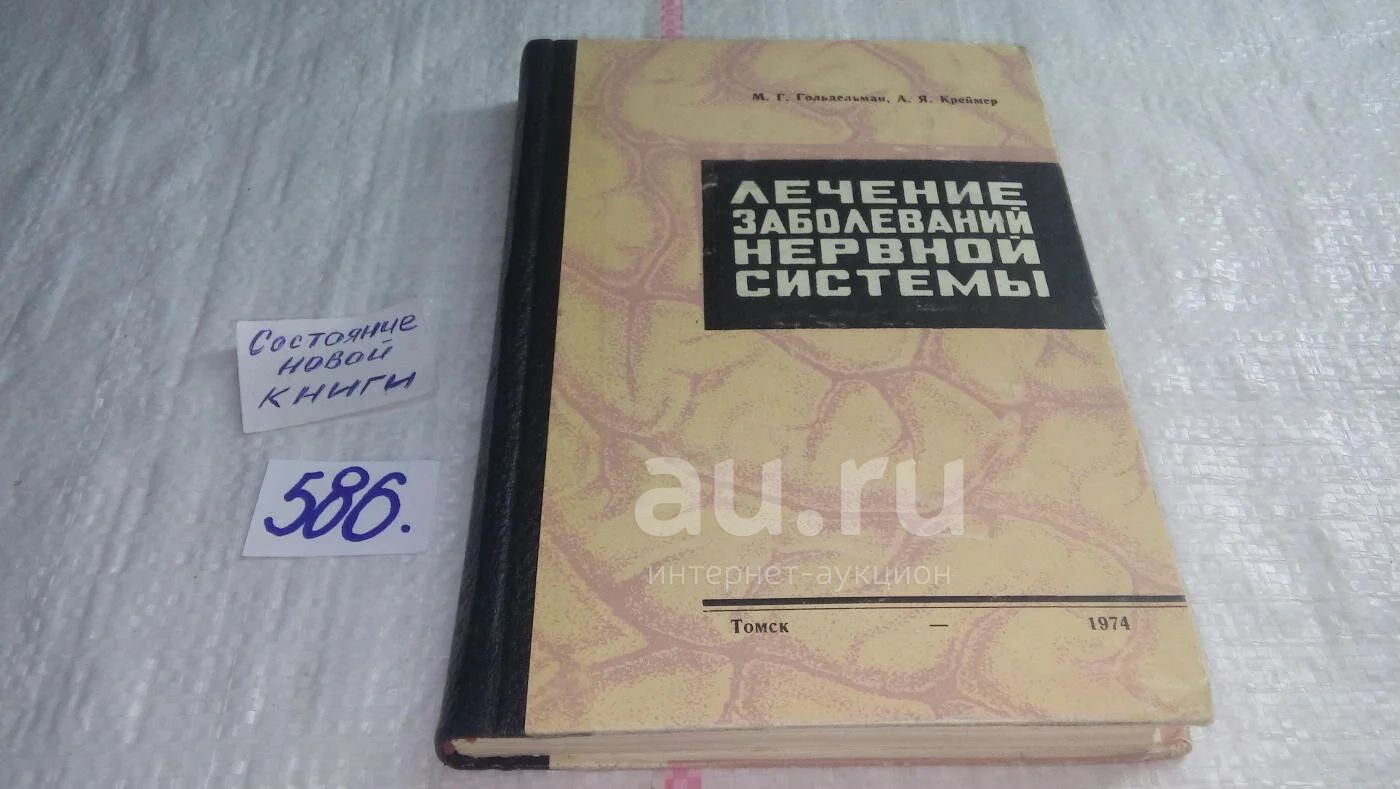 М. Г. Гольдельман, А. Я. Креймер
ЛЕЧЕНИЕ
ЗАБОЛЕВАНИЙ
НЕРВНОЙ
СИСТЕМЫ
Состояние
новой
книги
586.
au.ru
интернет-аукцион
Томск — 1974